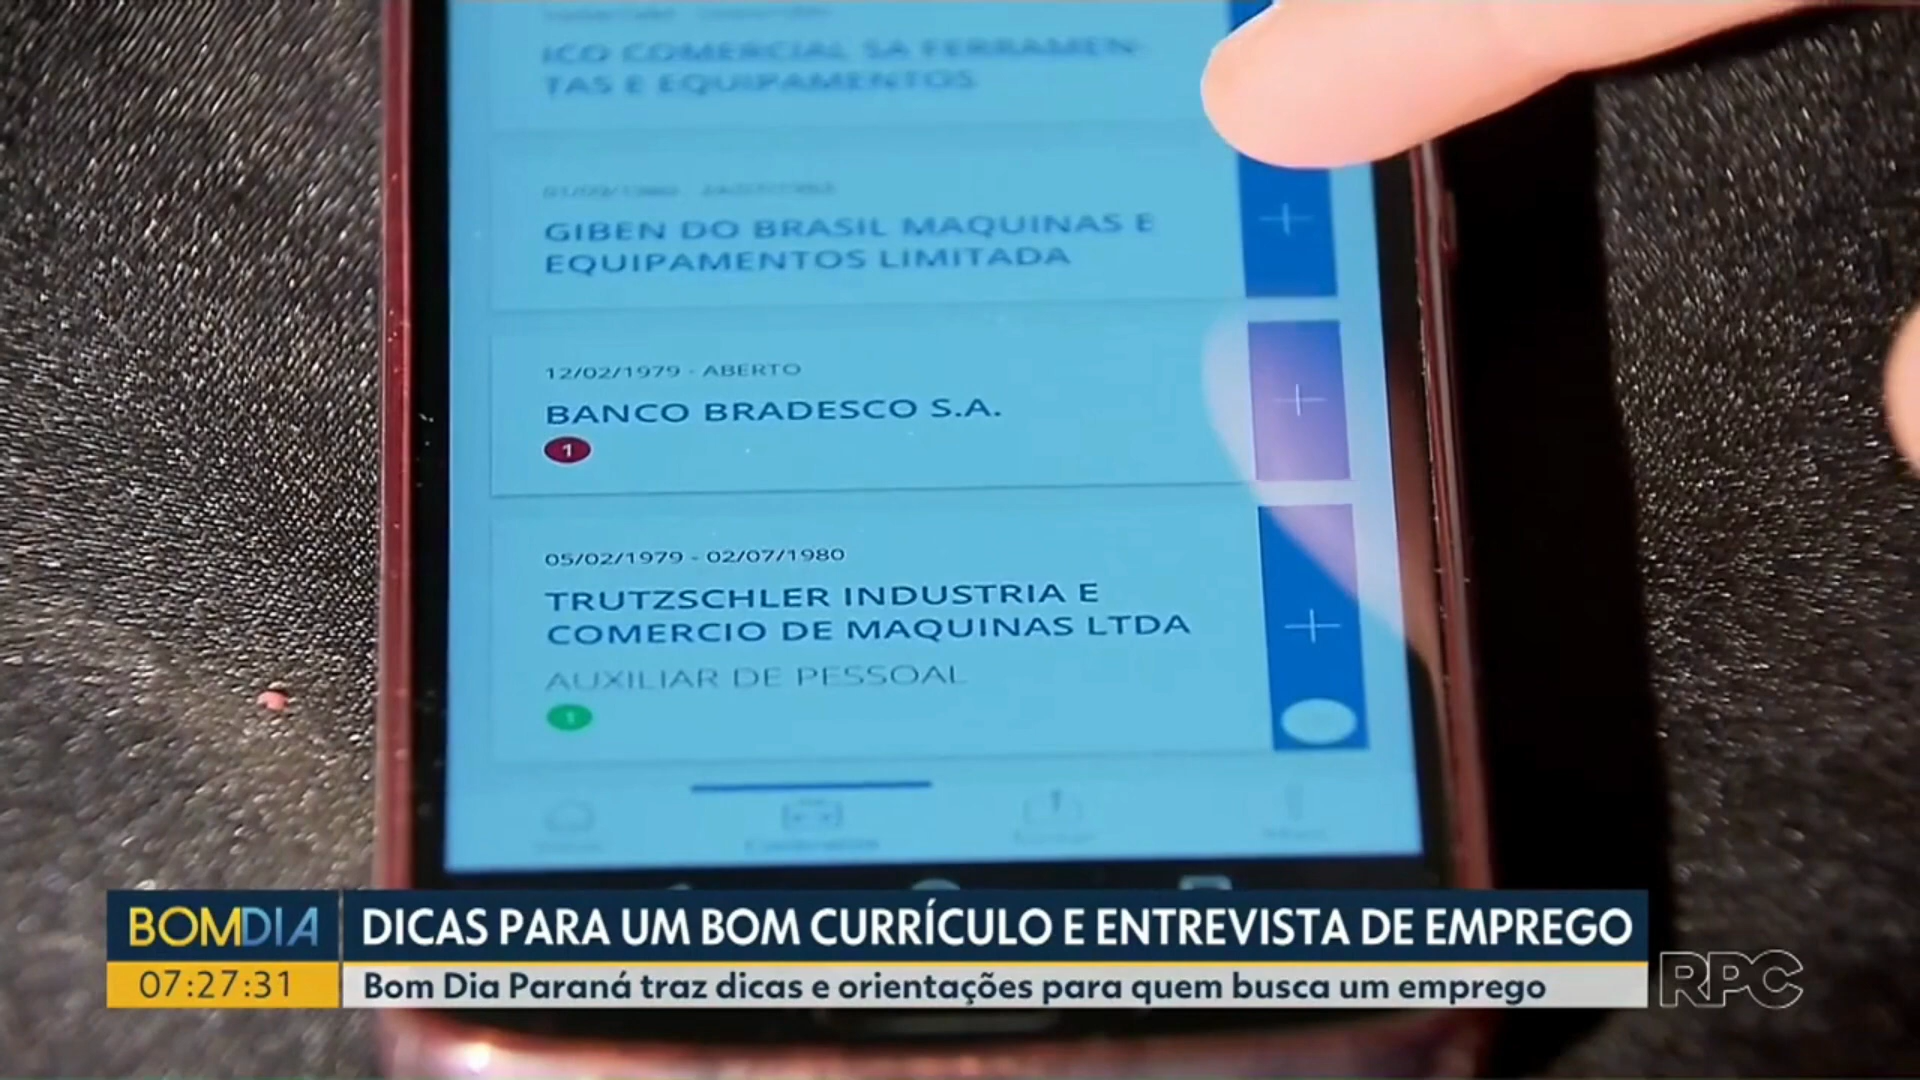 ICO COMERCIAL SA FERRAMEN-
TAS E EQUIPAMENTOS
GIBEN DO BRASIL MAQUINAS E
EQUIPAMENTOS LIMITADA
12/02/1979 - ABERTO
BANCO BRADESCO S.A.
1
05/02/1979 - 02/07/1980
TRUTZSCHLER INDUSTRIA E
COMERCIO DE MAQUINAS LTDA
AUXILIAR DE PESSOAL
1
BOMDIA
DICAS PARA UM BOM CURRÍCULO E ENTREVISTA DE EMPREGO
07:27:31
Bom Dia Paraná traz dicas e orientações para quem busca um emprego
RPC